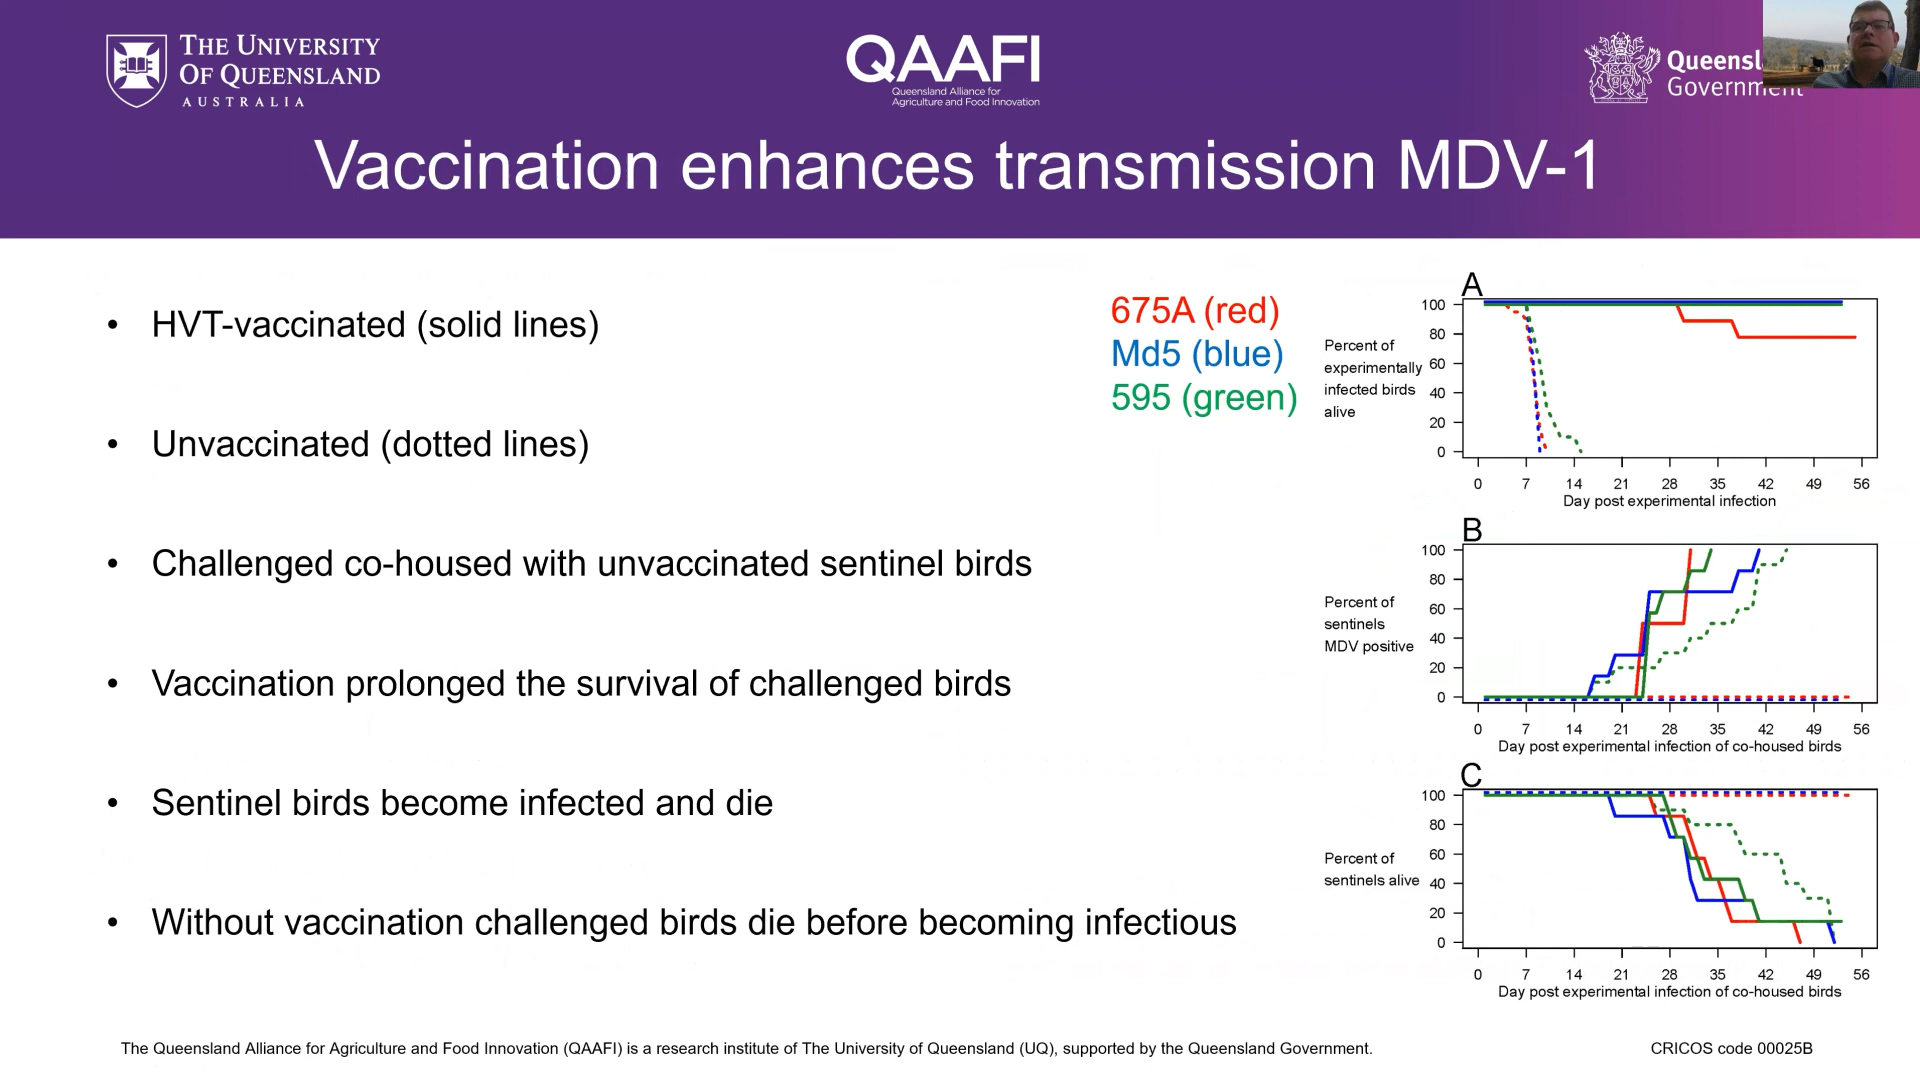 THE UNIVERSITY
OF QUEENSLAND
AUSTRALIA
QAAFI
Queensland Alliance for
Agriculture and Food Innovation
Government
Vaccination enhances transmission MDV-1
• HVT-vaccinated (solid lines)
• Unvaccinated (dotted lines)
• Challenged co-housed with unvaccinated sentinel birds
• Vaccination prolonged the survival of challenged birds
• Sentinel birds become infected and die
• Without vaccination challenged birds die before becoming infectious
675A (red)
Md5 (blue)
595 (green)
A
Percent of
experimentally
infected birds
alive
100
80
60
40
20
0
0 7 14 21 28 35 42 49 56
Day post experimental infection
B
Percent of
sentinels
MDV positive
100
80
60
40
20
0
0 7 14 21 28 35 42 49 56
Day post experimental infection of co-housed birds
C
Percent of
sentinels alive
100
80
60
40
20
0
0 7 14 21 28 35 42 49 56
Day post experimental infection of co-housed birds
The Queensland Alliance for Agriculture and Food Innovation (QAAFI) is a research institute of The University of Queensland (UQ), supported by the Queensland Government.
CRICOS code 00025B